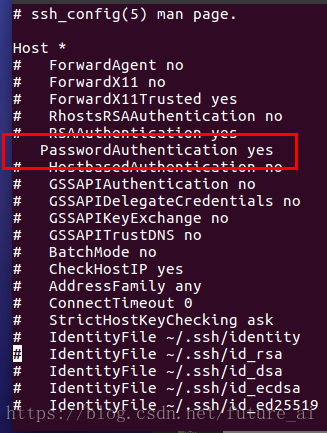 # ssh_config(5) man page.
Host *
#   ForwardAgent no
#   ForwardX11 no
#   ForwardX11Trusted yes
#   RhostsRSAAuthentication no
#   RSAAuthentication yes
    PasswordAuthentication yes
#   HostbasedAuthentication no
#   GSSAPIAuthentication no
#   GSSAPIDelegateCredentials no
#   GSSAPIKeyExchange no
#   GSSAPITrustDNS no
#   BatchMode no
#   CheckHostIP yes
#   AddressFamily any
#   ConnectTimeout 0
#   StrictHostKeyChecking ask
#   IdentityFile ~/.ssh/identity
#   IdentityFile ~/.ssh/id_rsa
#   IdentityFile ~/.ssh/id_dsa
#   IdentityFile ~/.ssh/id_ecdsa
#   IdentityFile ~/.ssh/id_ed25519
https://blog.csdn.net/future_ai